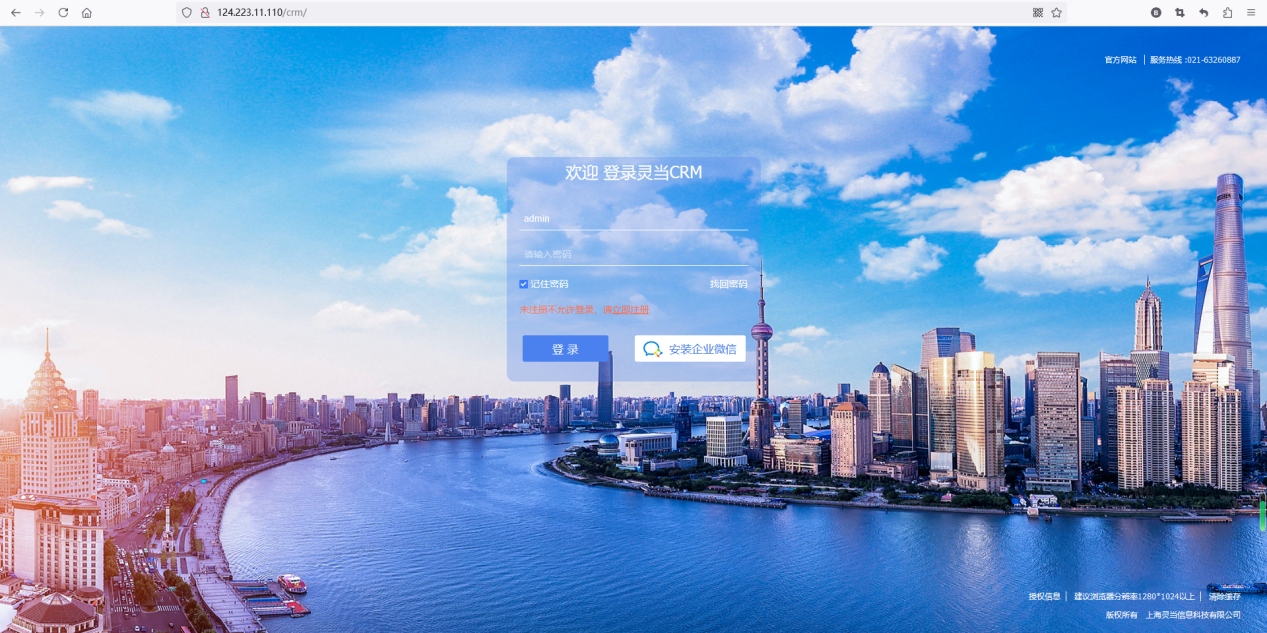 124.223.11.110/crm/
官方网站 | 服务热线 :021-63260887
欢迎 登录灵当CRM
admin
请输入密码
记住密码 找回密码
未注册不允许登录，请立即注册
登 录 安装企业微信
授权信息 | 建议浏览器分辨率1280*1024以上 | 清除缓存
版权所有 上海灵当信息科技有限公司